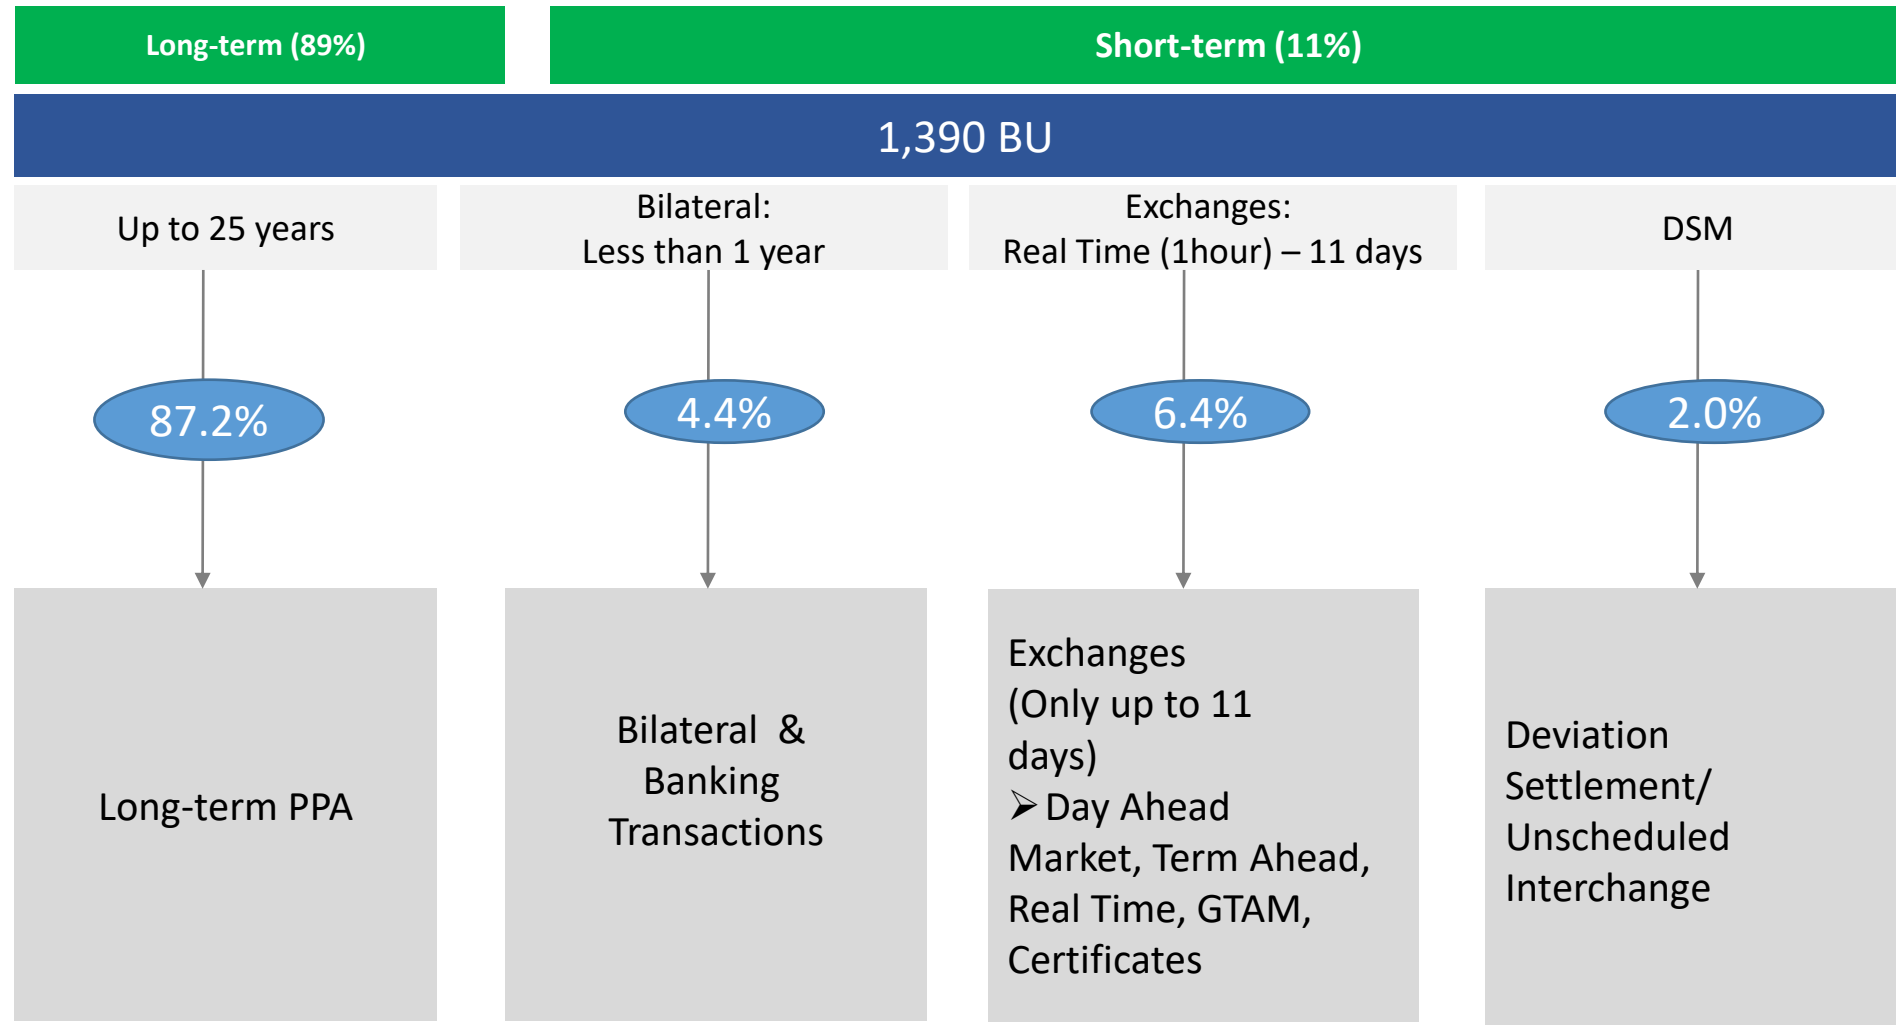 Long-term (89%)
Short-term (11%)
1,390 BU
Up to 25 years
Bilateral:
Less than 1 year
Exchanges:
Real Time (1hour) – 11 days
DSM
87.2%
4.4%
6.4%
2.0%
Long-term PPA
Bilateral &
Banking
Transactions
Exchanges
(Only up to 11
days)
➢ Day Ahead
Market, Term Ahead,
Real Time, GTAM,
Certificates
Deviation
Settlement/
Unscheduled
Interchange